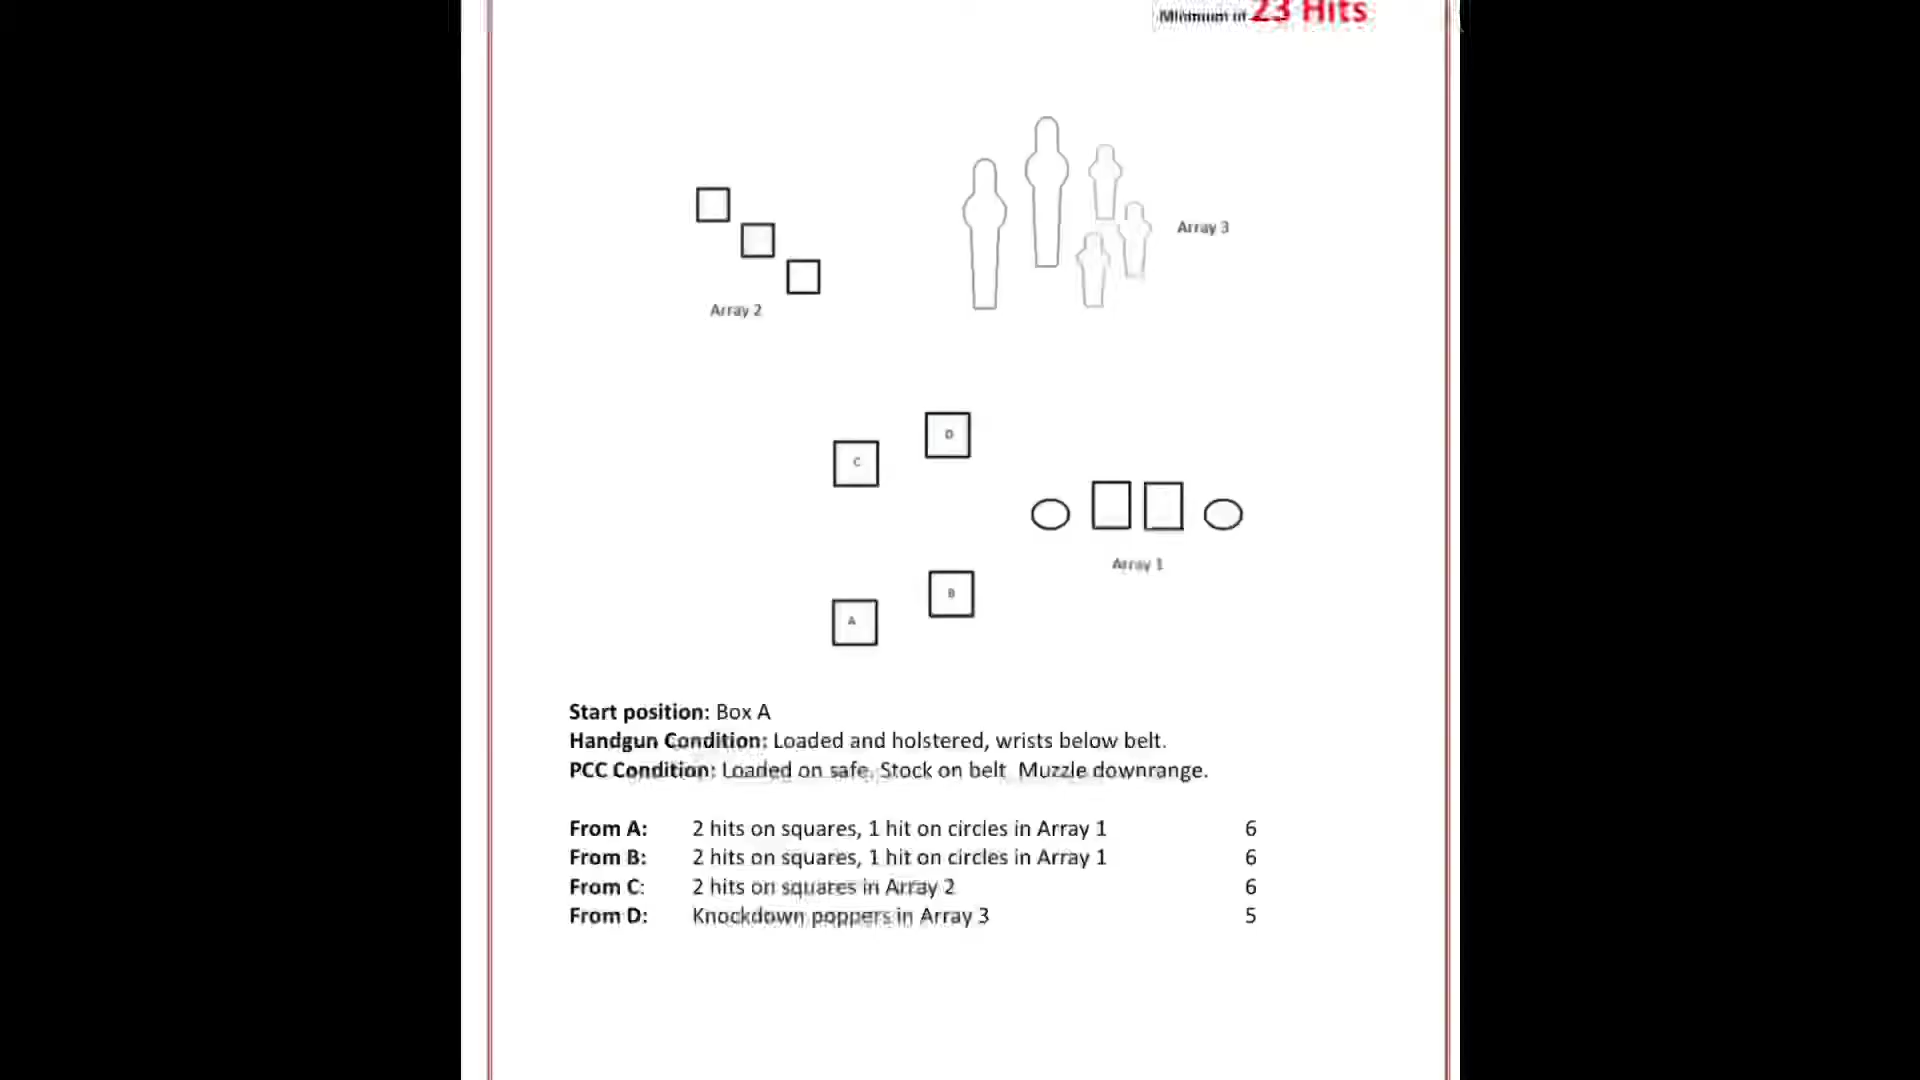 Minimum of 23 Hits
Array 3
Array 2
D
C
Array 1
B
A
Start position: Box A
Handgun Condition: Loaded and holstered, wrists below belt.
PCC Condition: Loaded on safe. Stock on belt Muzzle downrange.
From A: 2 hits on squares, 1 hit on circles in Array 1 6
From B: 2 hits on squares, 1 hit on circles in Array 1 6
From C: 2 hits on squares in Array 2 6
From D: Knockdown poppers in Array 3 5